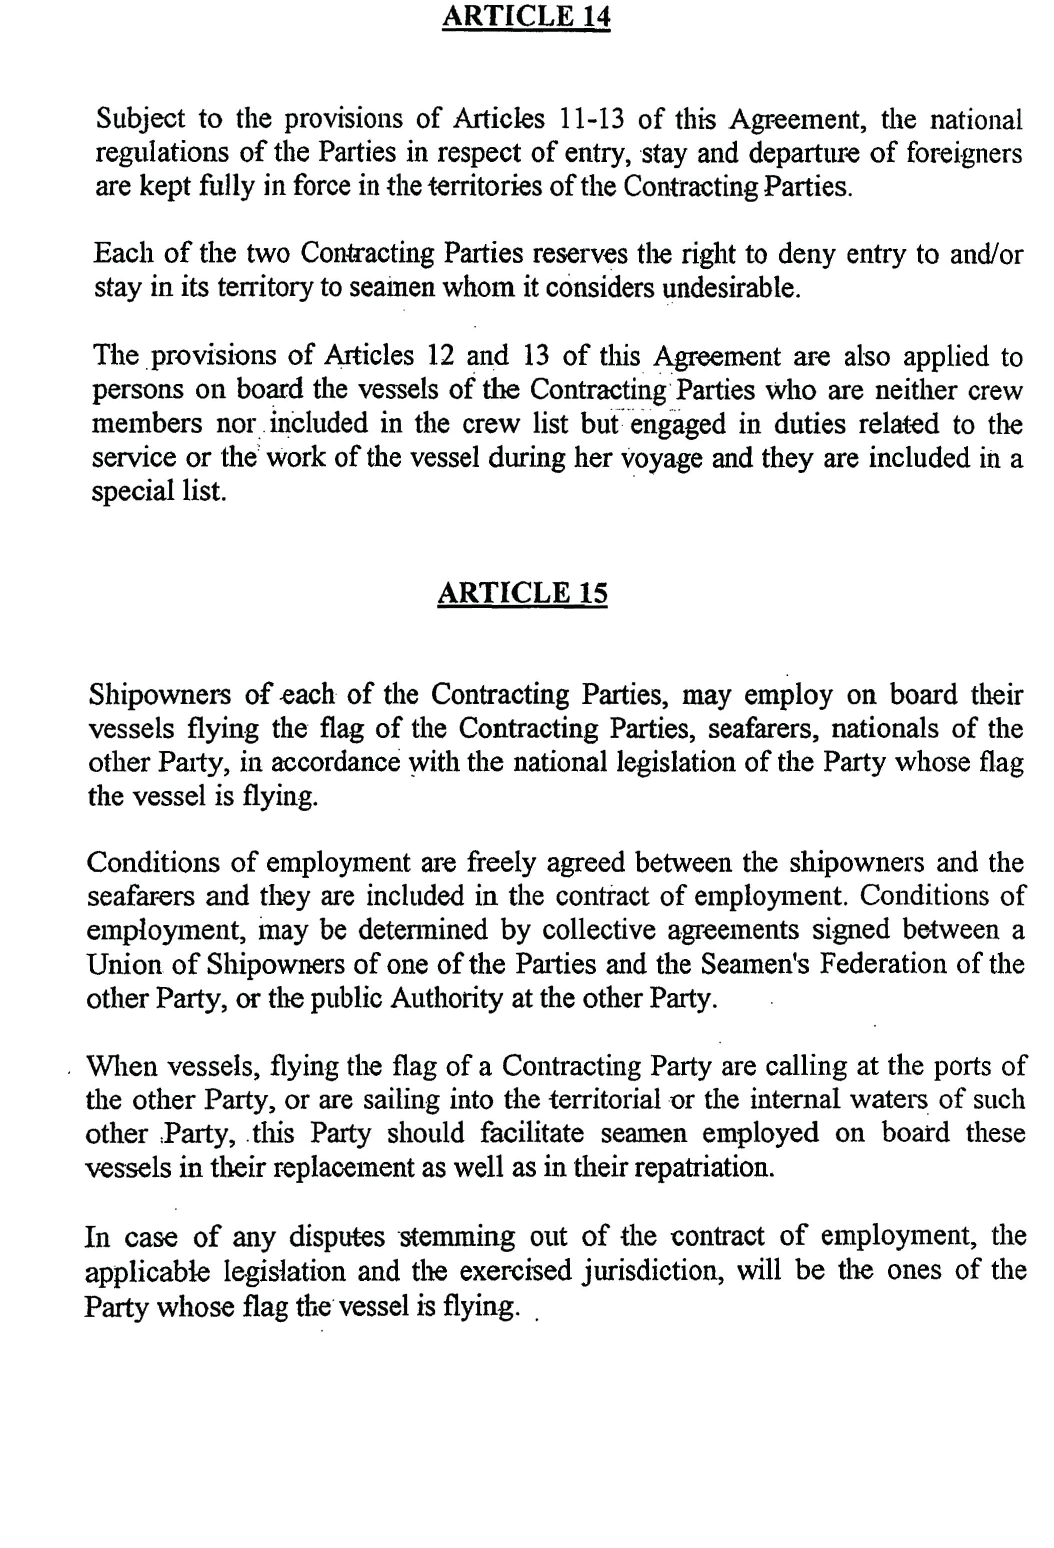 ARTICLE 14
Subject to the provisions of Articles 11-13 of this Agreement, the national
regulations of the Parties in respect of entry, stay and departure of foreigners
are kept fully in force in the territories of the Contracting Parties.
Each of the two Contracting Parties reserves the right to deny entry to and/or
stay in its territory to seamen whom it considers undesirable.
The provisions of Articles 12 and 13 of this Agreement are also applied to
persons on board the vessels of the Contracting Parties who are neither crew
members nor included in the crew list but engaged in duties related to the
service or the work of the vessel during her voyage and they are included in a
special list.
ARTICLE 15
Shipowners of each of the Contracting Parties, may employ on board their
vessels flying the flag of the Contracting Parties, seafarers, nationals of the
other Party, in accordance with the national legislation of the Party whose flag
the vessel is flying.
Conditions of employment are freely agreed between the shipowners and the
seafarers and they are included in the contract of employment. Conditions of
employment, may be determined by collective agreements signed between a
Union of Shipowners of one of the Parties and the Seamen's Federation of the
other Party, or the public Authority at the other Party.
When vessels, flying the flag of a Contracting Party are calling at the ports of
the other Party, or are sailing into the territorial or the internal waters of such
other Party, this Party should facilitate seamen employed on board these
vessels in their replacement as well as in their repatriation.
In case of any disputes stemming out of the contract of employment, the
applicable legislation and the exercised jurisdiction, will be the ones of the
Party whose flag the vessel is flying.